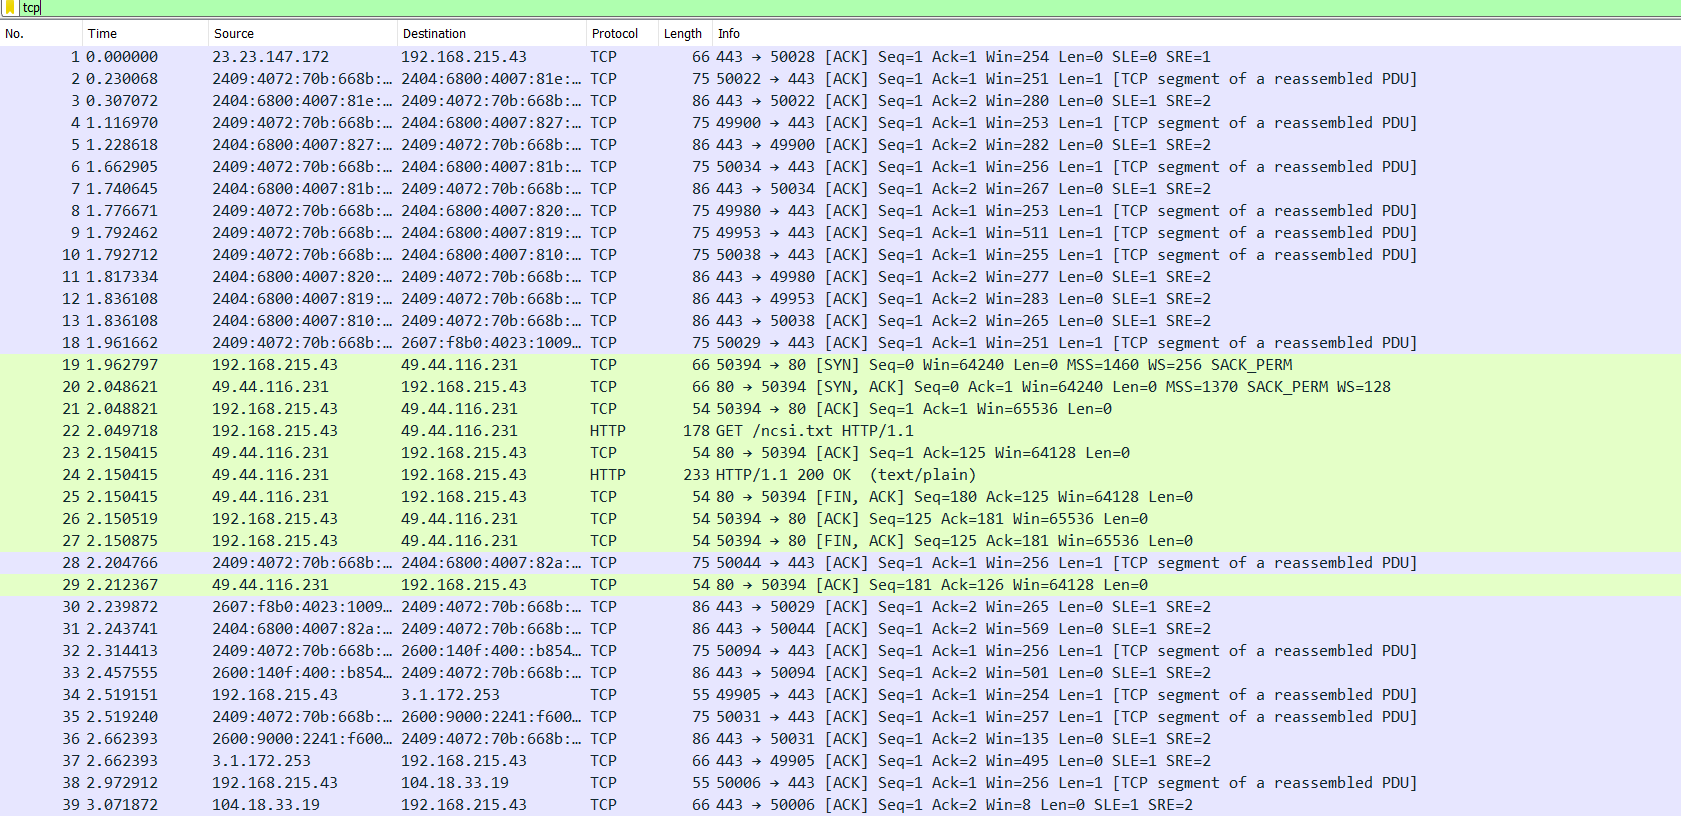 tcp
No. Time Source Destination Protocol Length Info
1 0.000000 23.23.147.172 192.168.215.43 TCP 66 443 → 50028 [ACK] Seq=1 Ack=1 Win=254 Len=0 SLE=0 SRE=1
2 0.230068 2409:4072:70b:668b:… 2404:6800:4007:81e:… TCP 75 50022 → 443 [ACK] Seq=1 Ack=1 Win=251 Len=1 [TCP segment of a reassembled PDU]
3 0.307072 2404:6800:4007:81e:… 2409:4072:70b:668b:… TCP 86 443 → 50022 [ACK] Seq=1 Ack=2 Win=280 Len=0 SLE=1 SRE=2
4 1.116970 2409:4072:70b:668b:… 2404:6800:4007:827:… TCP 75 49900 → 443 [ACK] Seq=1 Ack=1 Win=253 Len=1 [TCP segment of a reassembled PDU]
5 1.228618 2404:6800:4007:827:… 2409:4072:70b:668b:… TCP 86 443 → 49900 [ACK] Seq=1 Ack=2 Win=282 Len=0 SLE=1 SRE=2
6 1.662905 2409:4072:70b:668b:… 2404:6800:4007:81b:… TCP 75 50034 → 443 [ACK] Seq=1 Ack=1 Win=256 Len=1 [TCP segment of a reassembled PDU]
7 1.740645 2404:6800:4007:81b:… 2409:4072:70b:668b:… TCP 86 443 → 50034 [ACK] Seq=1 Ack=2 Win=267 Len=0 SLE=1 SRE=2
8 1.776671 2409:4072:70b:668b:… 2404:6800:4007:820:… TCP 75 49980 → 443 [ACK] Seq=1 Ack=1 Win=253 Len=1 [TCP segment of a reassembled PDU]
9 1.792462 2409:4072:70b:668b:… 2404:6800:4007:819:… TCP 75 49953 → 443 [ACK] Seq=1 Ack=1 Win=511 Len=1 [TCP segment of a reassembled PDU]
10 1.792712 2409:4072:70b:668b:… 2404:6800:4007:810:… TCP 75 50038 → 443 [ACK] Seq=1 Ack=1 Win=255 Len=1 [TCP segment of a reassembled PDU]
11 1.817334 2404:6800:4007:820:… 2409:4072:70b:668b:… TCP 86 443 → 49980 [ACK] Seq=1 Ack=2 Win=277 Len=0 SLE=1 SRE=2
12 1.836108 2404:6800:4007:819:… 2409:4072:70b:668b:… TCP 86 443 → 49953 [ACK] Seq=1 Ack=2 Win=283 Len=0 SLE=1 SRE=2
13 1.836108 2404:6800:4007:810:… 2409:4072:70b:668b:… TCP 86 443 → 50038 [ACK] Seq=1 Ack=2 Win=265 Len=0 SLE=1 SRE=2
18 1.961662 2409:4072:70b:668b:… 2607:f8b0:4023:1009… TCP 75 50029 → 443 [ACK] Seq=1 Ack=1 Win=251 Len=1 [TCP segment of a reassembled PDU]
19 1.962797 192.168.215.43 49.44.116.231 TCP 66 50394 → 80 [SYN] Seq=0 Win=64240 Len=0 MSS=1460 WS=256 SACK_PERM
20 2.048621 49.44.116.231 192.168.215.43 TCP 66 80 → 50394 [SYN, ACK] Seq=0 Ack=1 Win=64240 Len=0 MSS=1370 SACK_PERM WS=128
21 2.048821 192.168.215.43 49.44.116.231 TCP 54 50394 → 80 [ACK] Seq=1 Ack=1 Win=65536 Len=0
22 2.049718 192.168.215.43 49.44.116.231 HTTP 178 GET /ncsi.txt HTTP/1.1
23 2.150415 49.44.116.231 192.168.215.43 TCP 54 80 → 50394 [ACK] Seq=1 Ack=125 Win=64128 Len=0
24 2.150415 49.44.116.231 192.168.215.43 HTTP 233 HTTP/1.1 200 OK (text/plain)
25 2.150415 49.44.116.231 192.168.215.43 TCP 54 80 → 50394 [FIN, ACK] Seq=180 Ack=125 Win=64128 Len=0
26 2.150519 192.168.215.43 49.44.116.231 TCP 54 50394 → 80 [ACK] Seq=125 Ack=181 Win=65536 Len=0
27 2.150875 192.168.215.43 49.44.116.231 TCP 54 50394 → 80 [FIN, ACK] Seq=125 Ack=181 Win=65536 Len=0
28 2.204766 2409:4072:70b:668b:… 2404:6800:4007:82a:… TCP 75 50044 → 443 [ACK] Seq=1 Ack=1 Win=256 Len=1 [TCP segment of a reassembled PDU]
29 2.212367 49.44.116.231 192.168.215.43 TCP 54 80 → 50394 [ACK] Seq=181 Ack=126 Win=64128 Len=0
30 2.239872 2607:f8b0:4023:1009… 2409:4072:70b:668b:… TCP 86 443 → 50029 [ACK] Seq=1 Ack=2 Win=265 Len=0 SLE=1 SRE=2
31 2.243741 2404:6800:4007:82a:… 2409:4072:70b:668b:… TCP 86 443 → 50044 [ACK] Seq=1 Ack=2 Win=569 Len=0 SLE=1 SRE=2
32 2.314413 2409:4072:70b:668b:… 2600:140f:400::b854… TCP 75 50094 → 443 [ACK] Seq=1 Ack=1 Win=256 Len=1 [TCP segment of a reassembled PDU]
33 2.457555 2600:140f:400::b854… 2409:4072:70b:668b:… TCP 86 443 → 50094 [ACK] Seq=1 Ack=2 Win=501 Len=0 SLE=1 SRE=2
34 2.519151 192.168.215.43 3.1.172.253 TCP 55 49905 → 443 [ACK] Seq=1 Ack=1 Win=254 Len=1 [TCP segment of a reassembled PDU]
35 2.519240 2409:4072:70b:668b:… 2600:9000:2241:f600… TCP 75 50031 → 443 [ACK] Seq=1 Ack=1 Win=257 Len=1 [TCP segment of a reassembled PDU]
36 2.662393 2600:9000:2241:f600… 2409:4072:70b:668b:… TCP 86 443 → 50031 [ACK] Seq=1 Ack=2 Win=135 Len=0 SLE=1 SRE=2
37 2.662393 3.1.172.253 192.168.215.43 TCP 66 443 → 49905 [ACK] Seq=1 Ack=2 Win=495 Len=0 SLE=1 SRE=2
38 2.972912 192.168.215.43 104.18.33.19 TCP 55 50006 → 443 [ACK] Seq=1 Ack=1 Win=256 Len=1 [TCP segment of a reassembled PDU]
39 3.071872 104.18.33.19 192.168.215.43 TCP 66 443 → 50006 [ACK] Seq=1 Ack=2 Win=8 Len=0 SLE=1 SRE=2